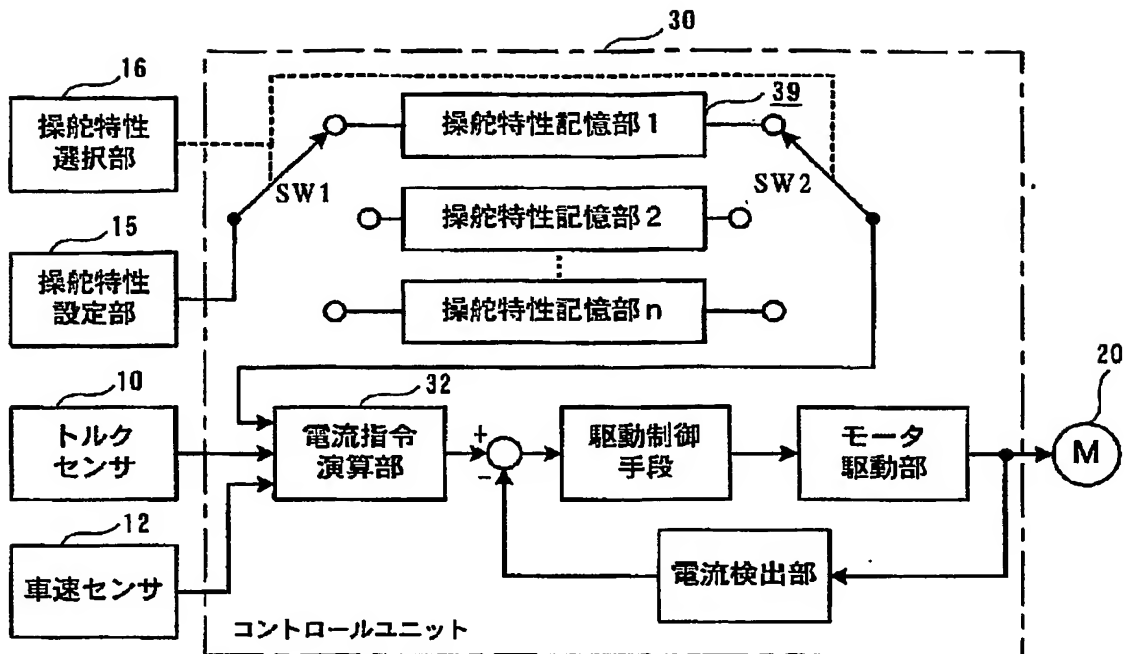 30
16
操舵特性
選択部
39
操舵特性記憶部1
SW1
SW2
操舵特性記憶部2
15
操舵特性
設定部
操舵特性記憶部n
10
トルク
センサ
32
電流指令
演算部
+
-
駆動制御
手段
モータ
駆動部
20
M
12
車速センサ
電流検出部
コントロールユニット